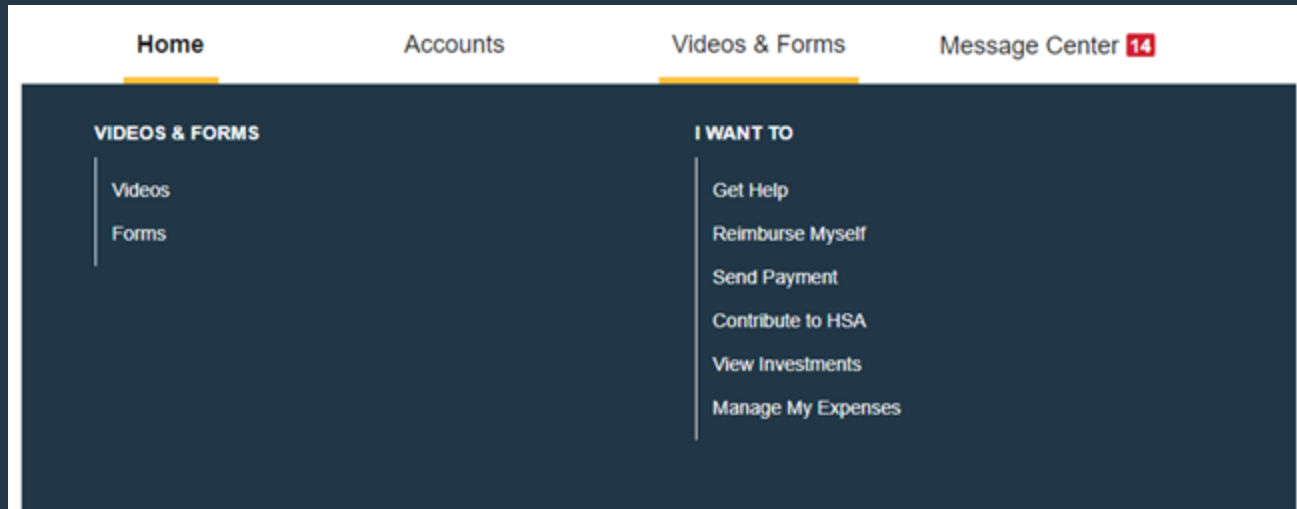 Home Accounts Videos & Forms Message Center 14
VIDEOS & FORMS
Videos
Forms
I WANT TO
Get Help
Reimburse Myself
Send Payment
Contribute to HSA
View Investments
Manage My Expenses